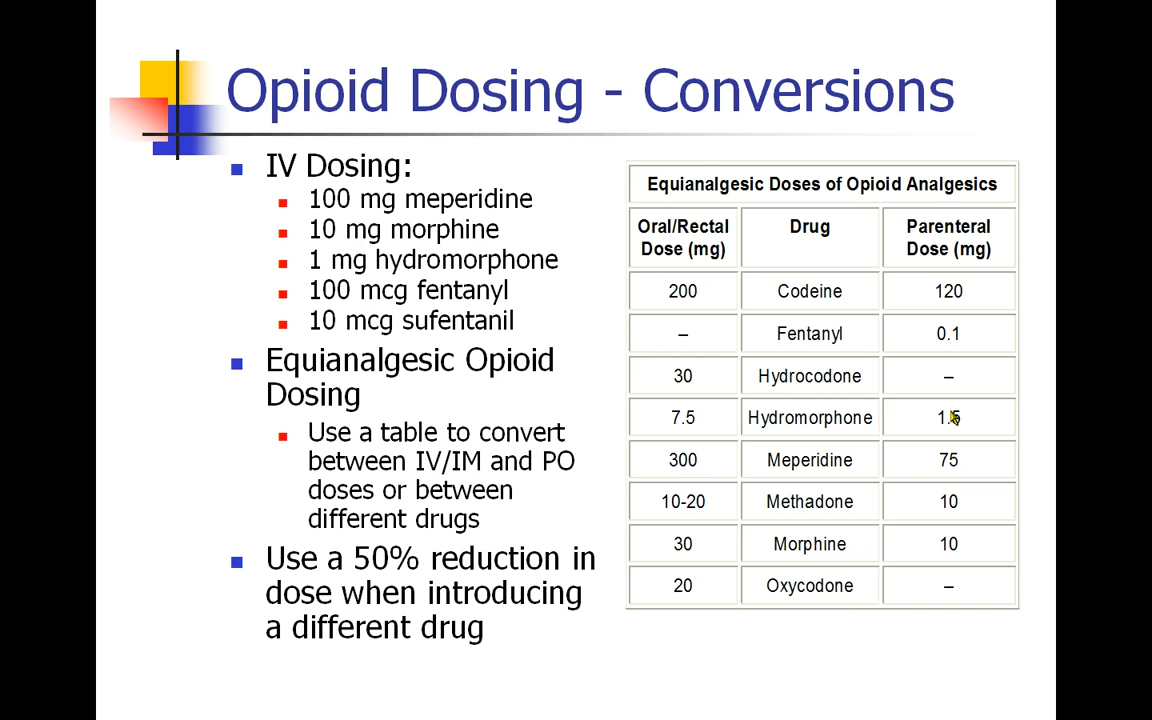 Opioid Dosing - Conversions
IV Dosing:
100 mg meperidine
10 mg morphine
1 mg hydromorphone
100 mcg fentanyl
10 mcg sufentanil
Equianalgesic Opioid
Dosing
Use a table to convert
between IV/IM and PO
doses or between
different drugs
Use a 50% reduction in
dose when introducing
a different drug
Equianalgesic Doses of Opioid Analgesics
Oral/Rectal Dose (mg) Drug Parenteral Dose (mg)
200 Codeine 120
– Fentanyl 0.1
30 Hydrocodone –
7.5 Hydromorphone 1.5
300 Meperidine 75
10-20 Methadone 10
30 Morphine 10
20 Oxycodone –